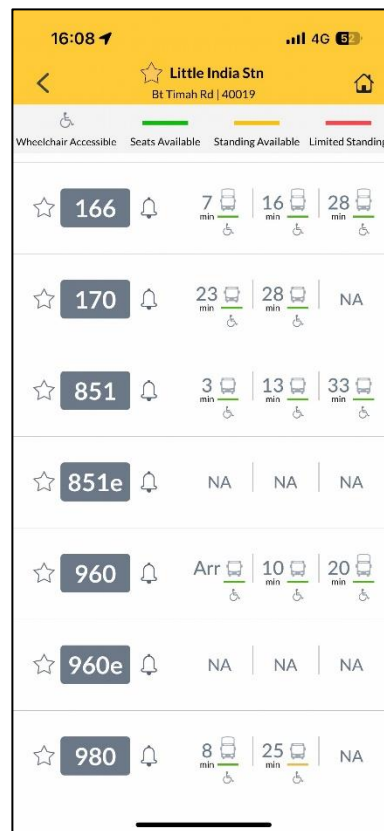 16:08 4G 52
Little India Stn
Bt Timah Rd | 40019
Wheelchair Accessible Seats Available Standing Available Limited Standing
166 7 min 16 min 28 min
170 23 min 28 min NA
851 3 min 13 min 33 min
851e NA NA NA
960 Arr 10 min 20 min
960e NA NA NA
980 8 min 25 min NA